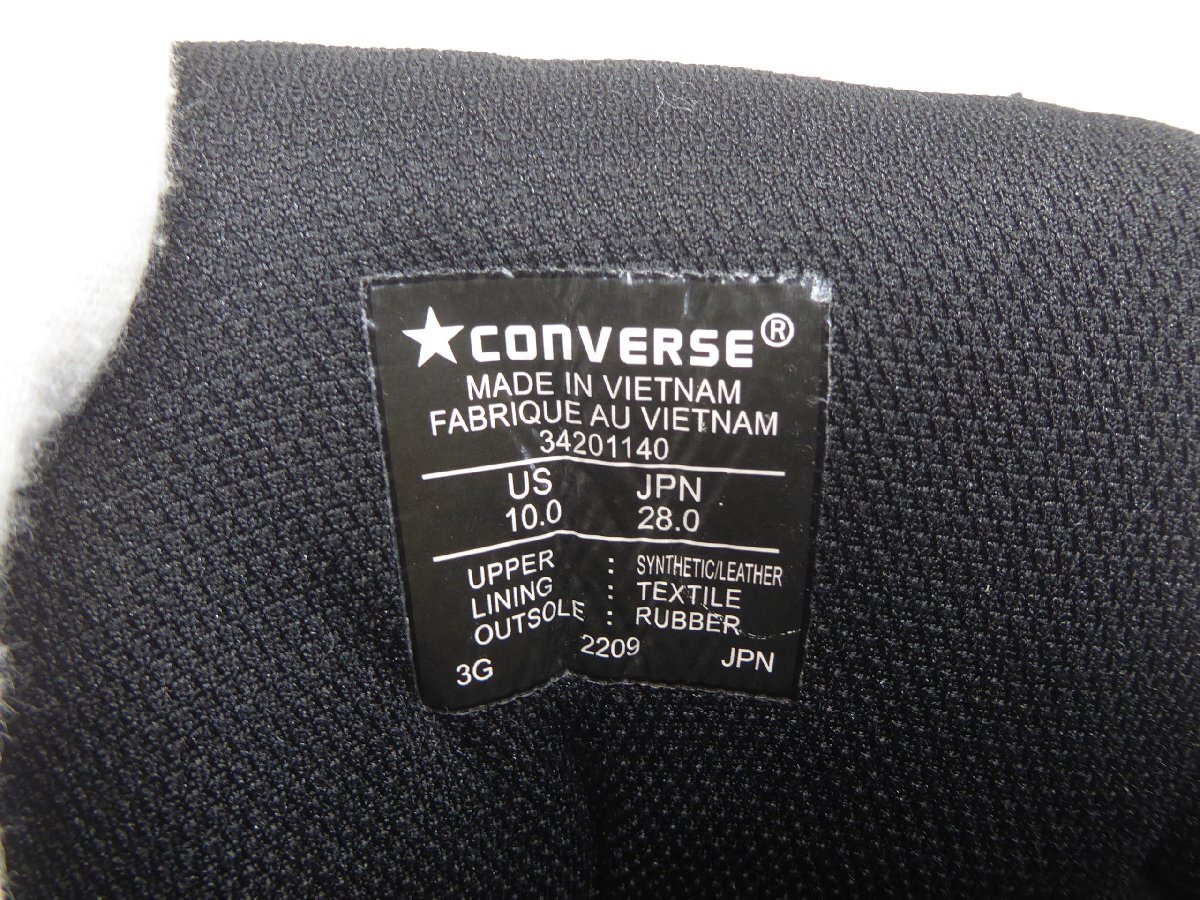 ★CONVERSE®
MADE IN VIETNAM
FABRIQUE AU VIETNAM
34201140
US JPN
10.0 28.0
UPPER : SYNTHETIC/LEATHER
LINING : TEXTILE
OUTSOLE : RUBBER
3G 2209 JPN